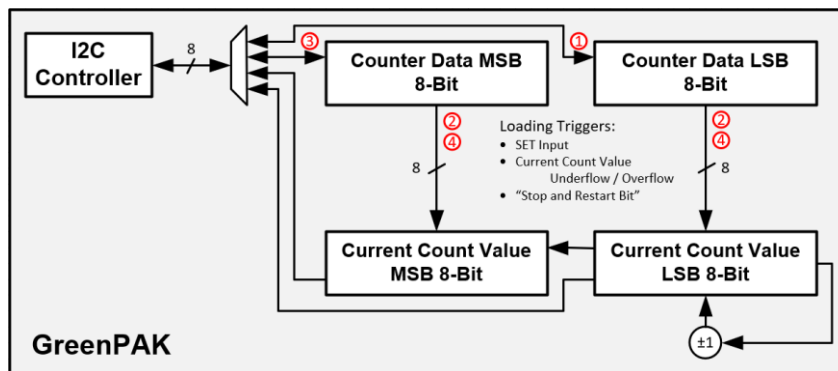 I2C
Controller
8
③
Counter Data MSB
8-Bit
①
Counter Data LSB
8-Bit
②
④
8
Loading Triggers:
• SET Input
• Current Count Value
Underflow / Overflow
• “Stop and Restart Bit”
②
④
8
Current Count Value
MSB 8-Bit
Current Count Value
LSB 8-Bit
±1
GreenPAK